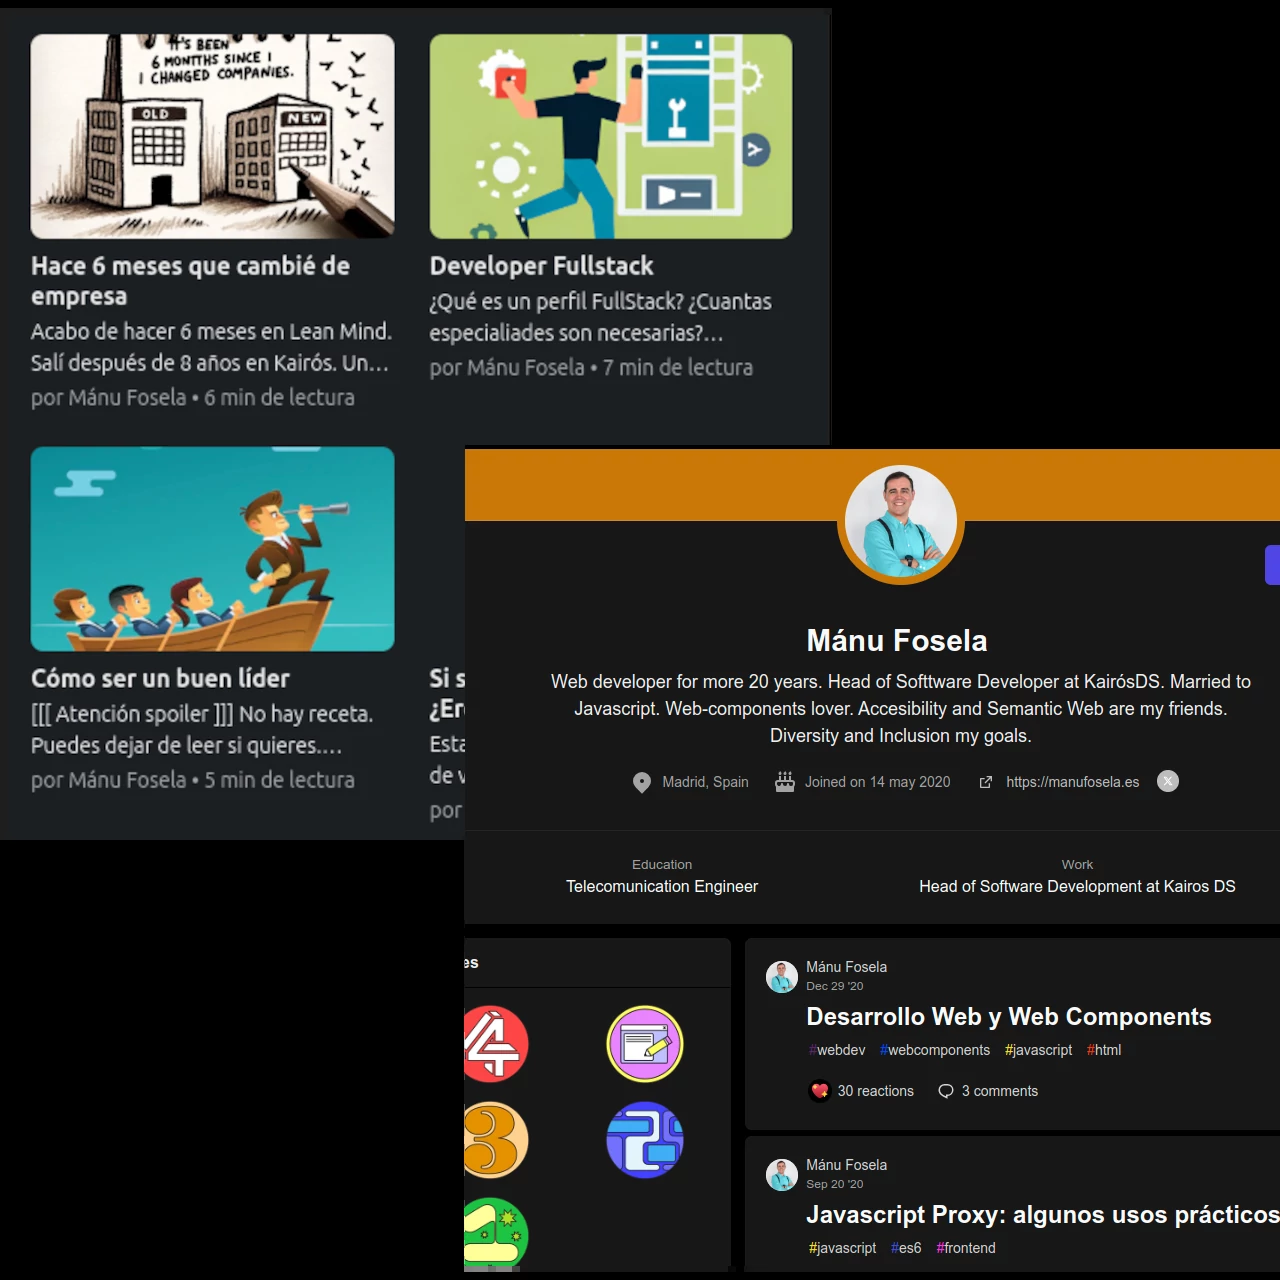 IT'S BEEN
6 MONTTHS SINCE I
I CHANGED COMPANIES.
OLD
NEW
Hace 6 meses que cambié de
empresa
Acabo de hacer 6 meses en Lean Mind.
Salí después de 8 años en Kairós. Un…
por Mánu Fosela • 6 min de lectura
Developer Fullstack
¿Qué es un perfil FullStack? ¿Cuantas
especialiades son necesarias?…
por Mánu Fosela • 7 min de lectura
Cómo ser un buen líder
[[[ Atención spoiler ]]] No hay receta.
Puedes dejar de leer si quieres.…
por Mánu Fosela • 5 min de lectura
Si s
¿Er
Esta
de v
por
Mánu Fosela
Web developer for more 20 years. Head of Softtware Developer at KairósDS. Married to
Javascript. Web-components lover. Accesibility and Semantic Web are my friends.
Diversity and Inclusion my goals.
Madrid, Spain
Joined on 14 may 2020
https://manufosela.es
Education
Telecomunication Engineer
Work
Head of Software Development at Kairos DS
es
4
3
2
1
Mánu Fosela
Dec 29 '20
Desarrollo Web y Web Components
#webdev #webcomponents #javascript #html
30 reactions 3 comments
Mánu Fosela
Sep 20 '20
Javascript Proxy: algunos usos prácticos
#javascript #es6 #frontend